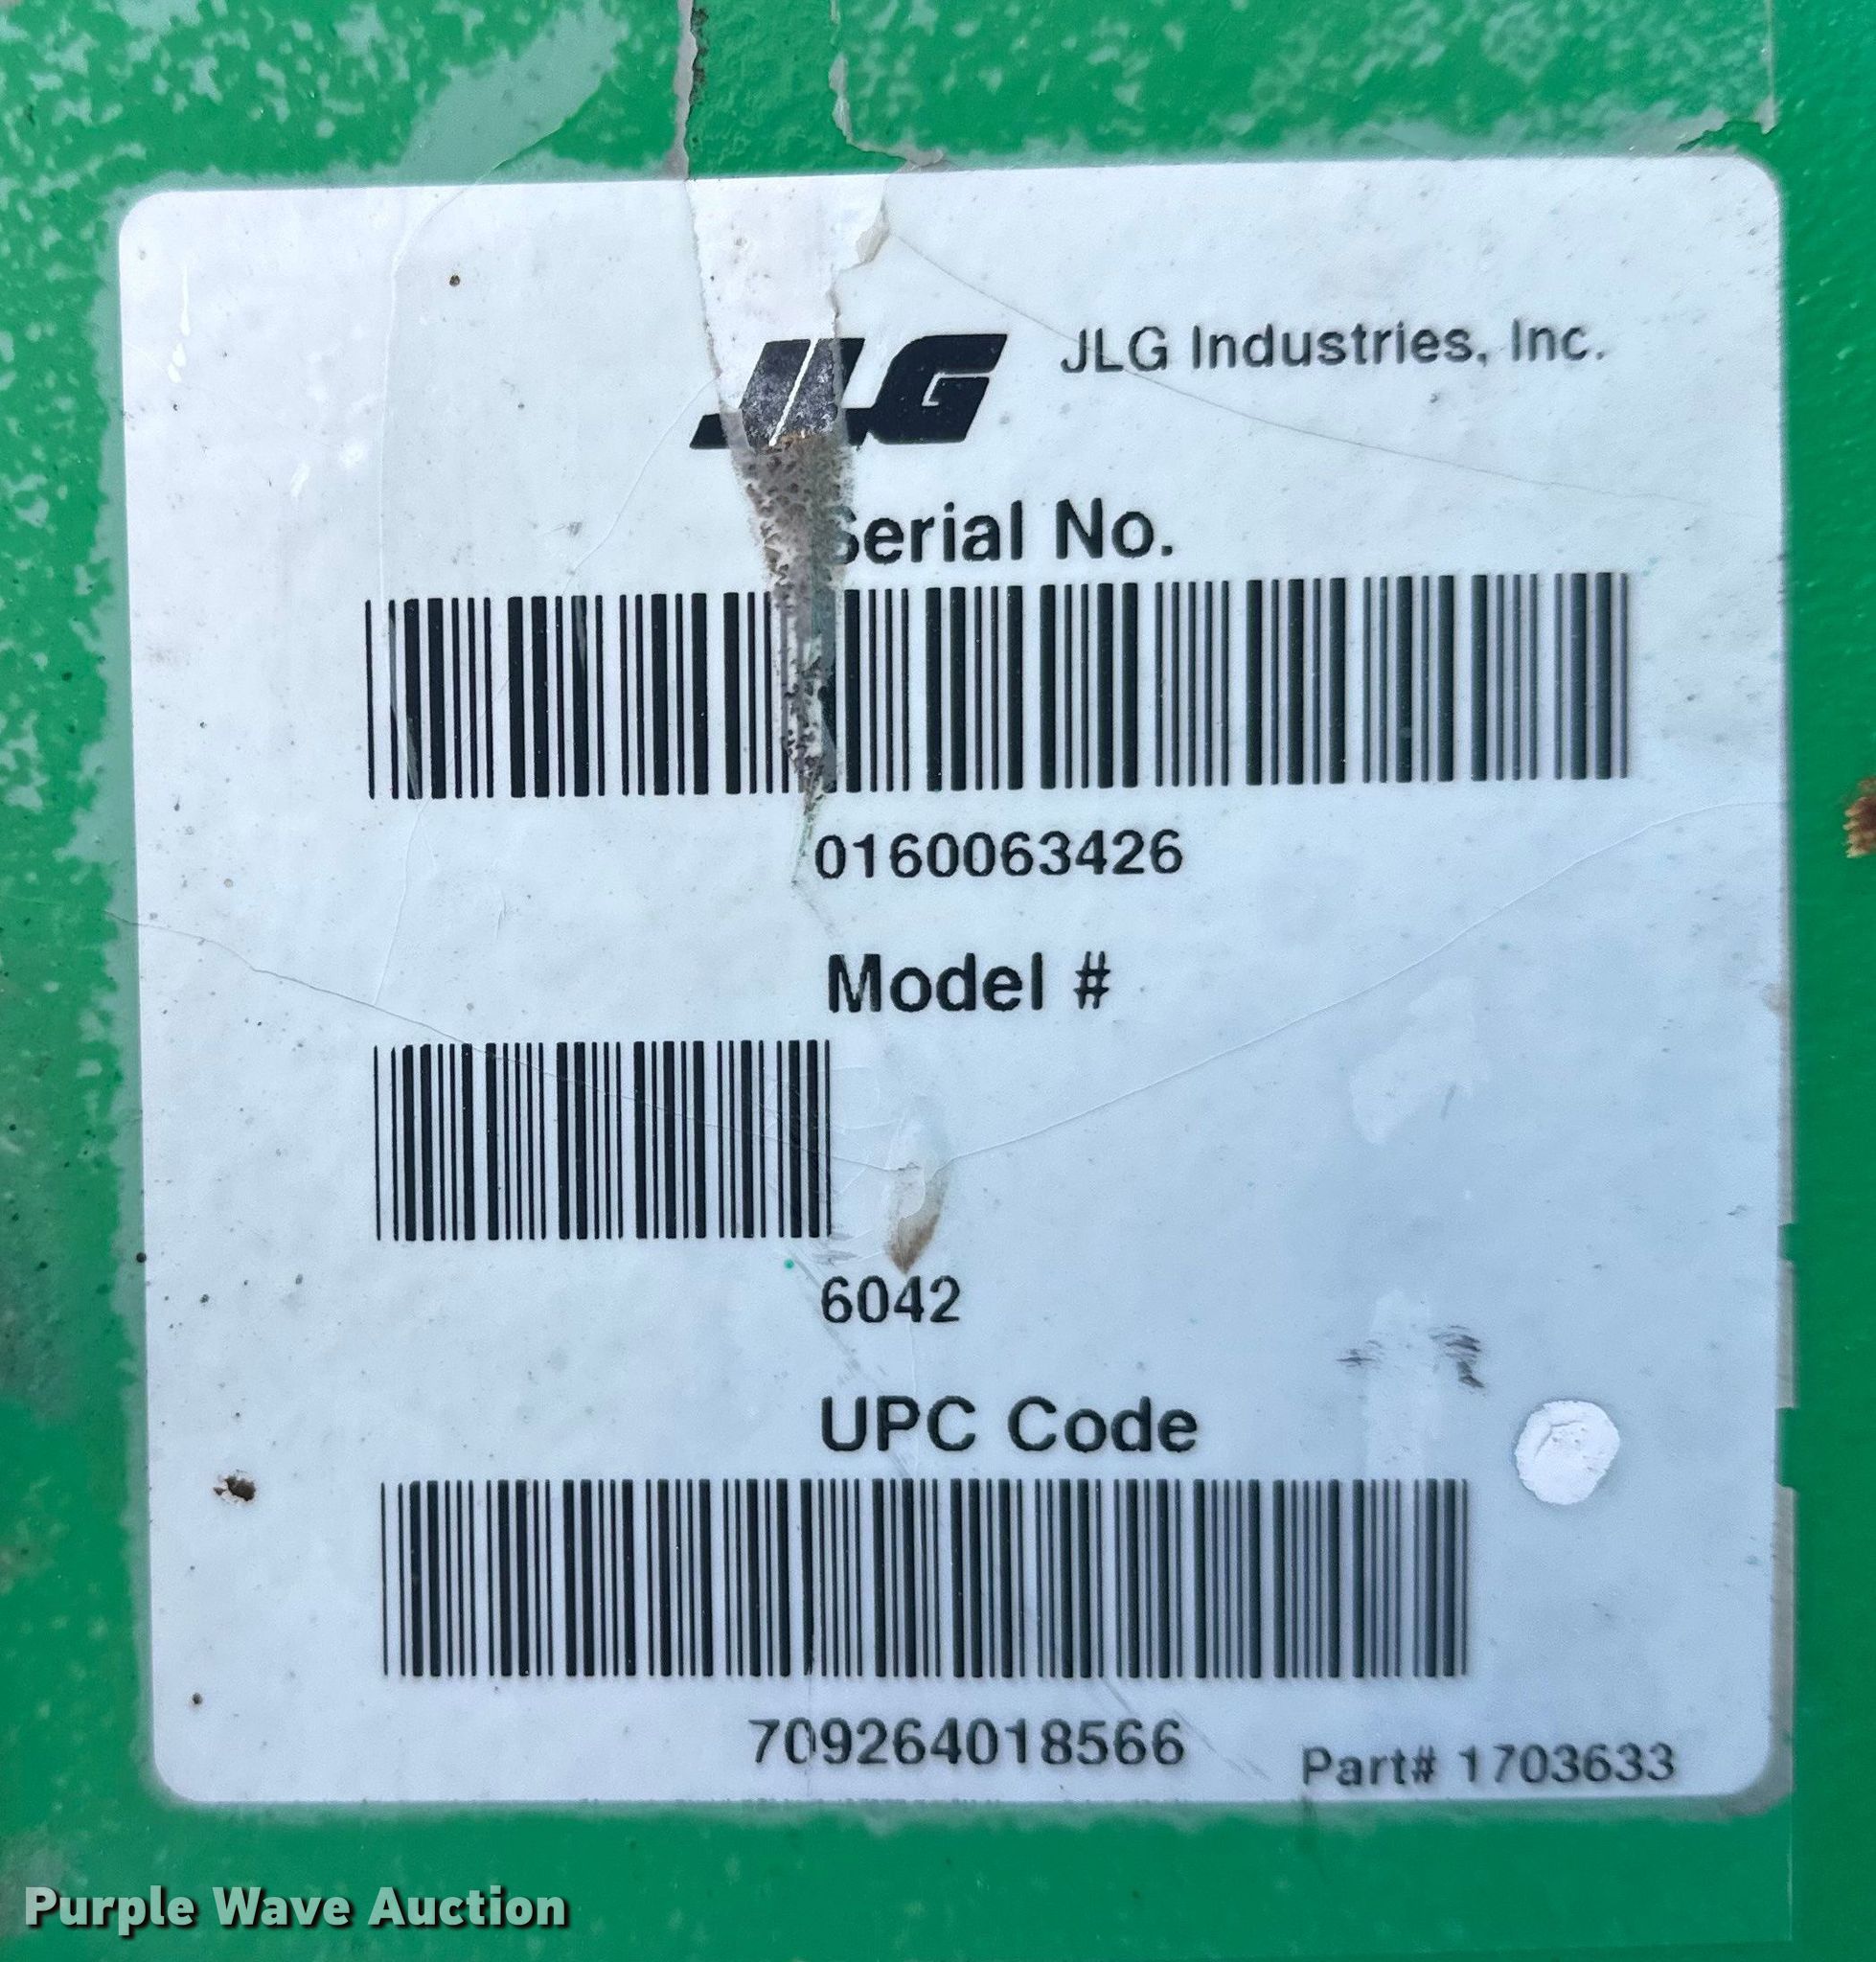 JLG JLG Industries, Inc.
Serial No.
0160063426
Model #
6042
UPC Code
709264018566
Part# 1703633
Purple Wave Auction